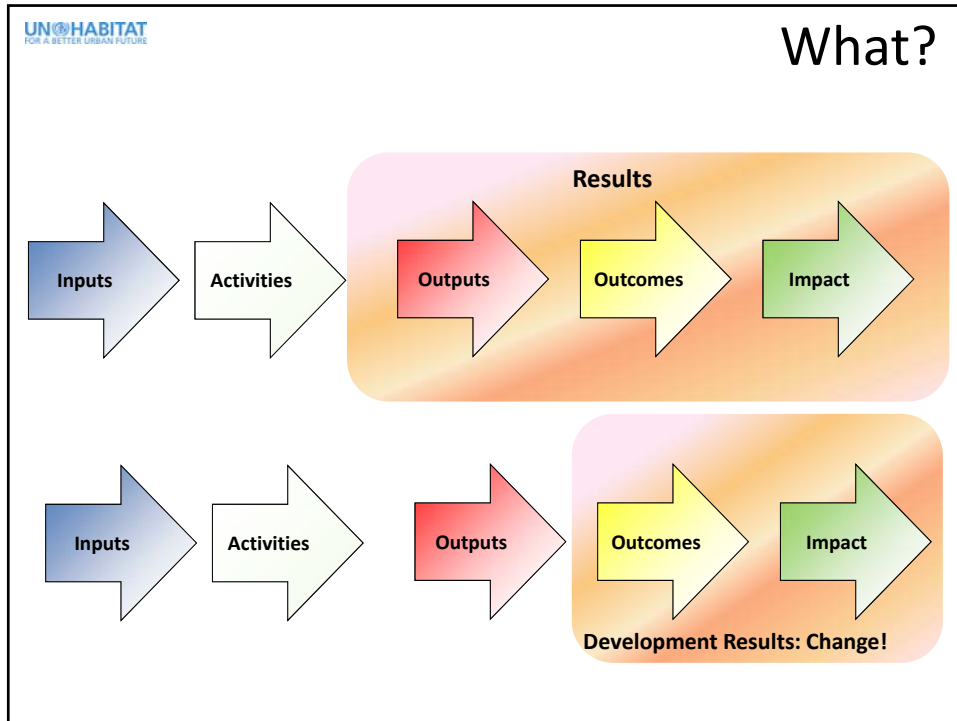 UN HABITAT
FOR A BETTER URBAN FUTURE
What?
Results
Inputs Activities Outputs Outcomes Impact
Inputs Activities Outputs Outcomes Impact
Development Results: Change!